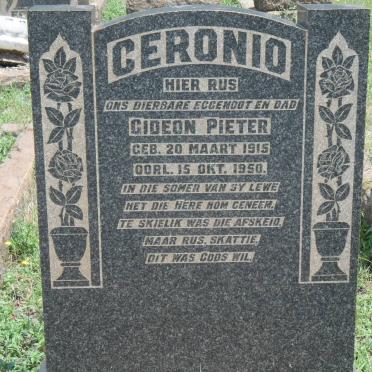 CERONIO
HIER RUS
ONS DIERBARE EGGENOOT EN DAD
GIDEON PIETER
GEB. 20 MAART 1915
OORL. 15 OKT. 1950.
IN DIE SOMER VAN SY LEWE
HET DIE HERE HOM GENEEM.
TE SKIELIK WAS DIE AFSKEID,
MAAR RUS, SKATTIE,
DIT WAS GODS WIL.